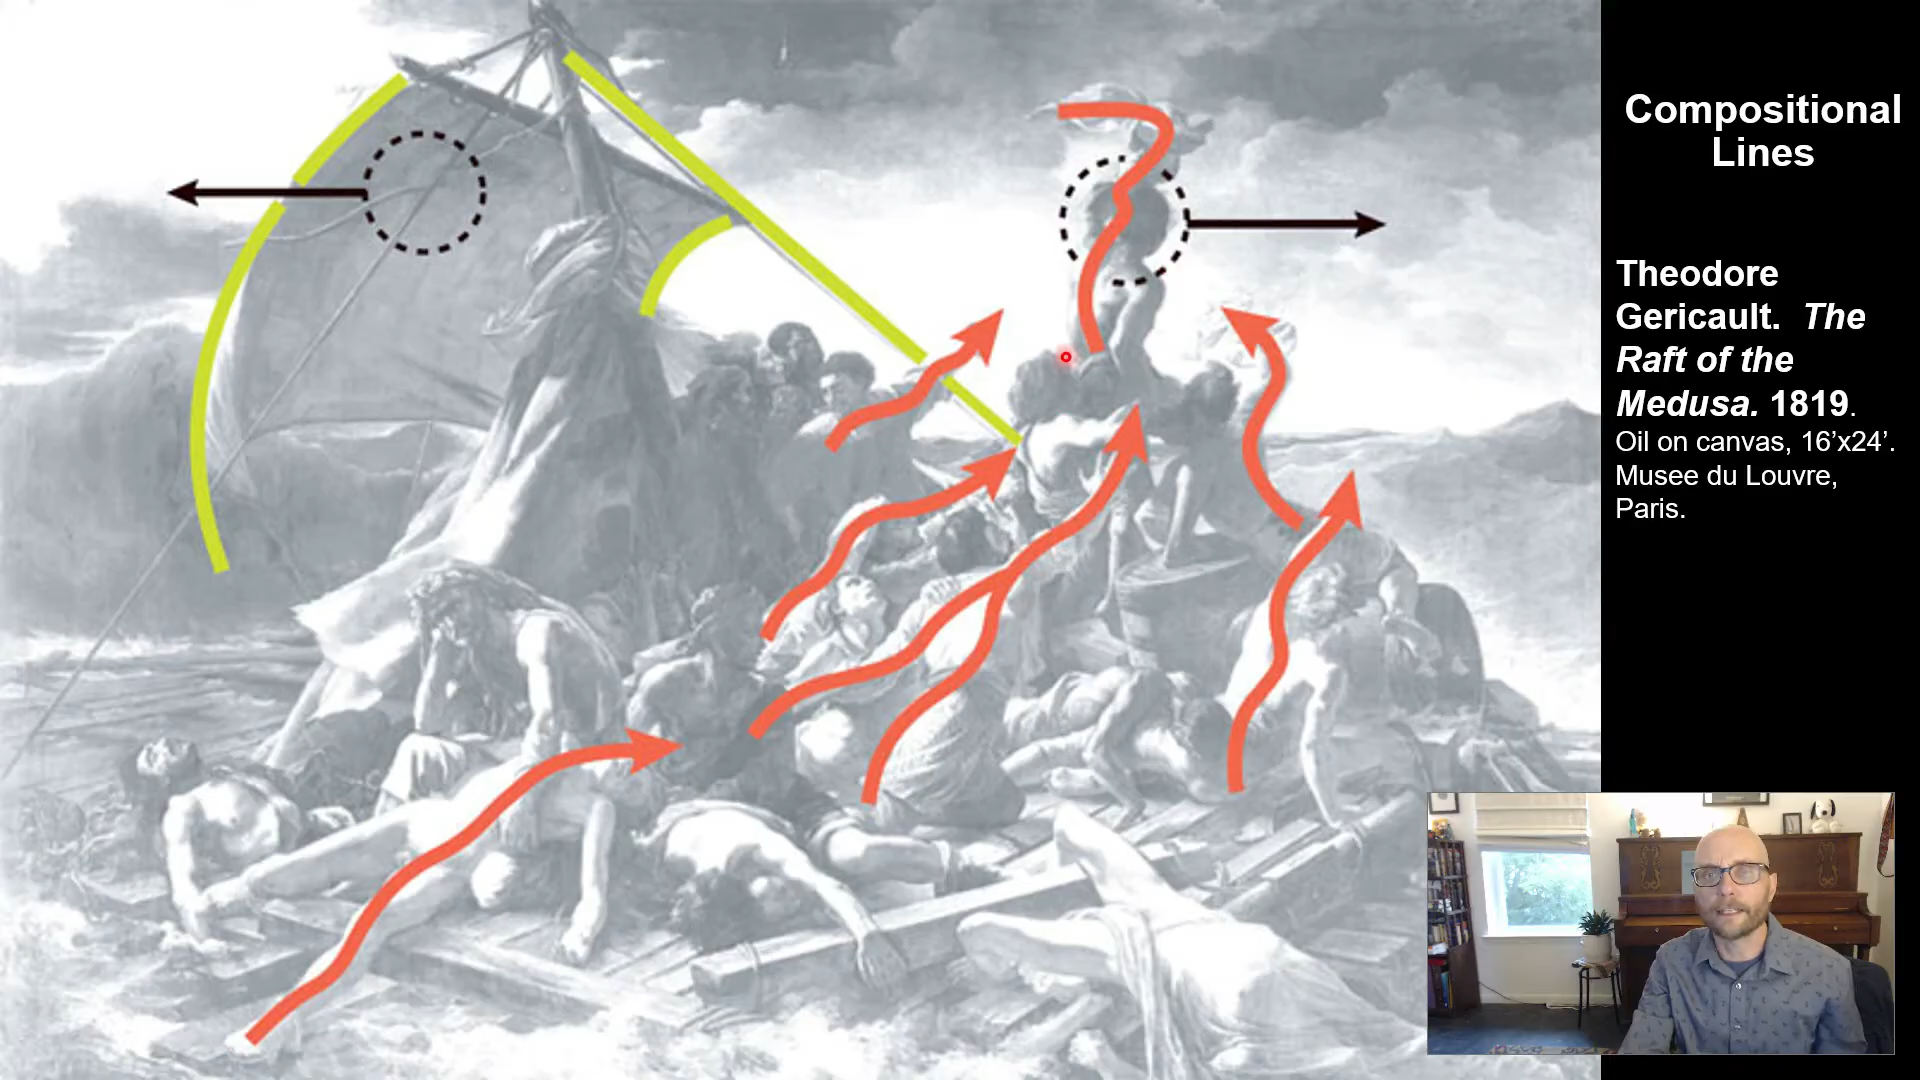 Compositional
Lines
Theodore
Gericault. The
Raft of the
Medusa. 1819.
Oil on canvas, 16’x24’.
Musee du Louvre,
Paris.